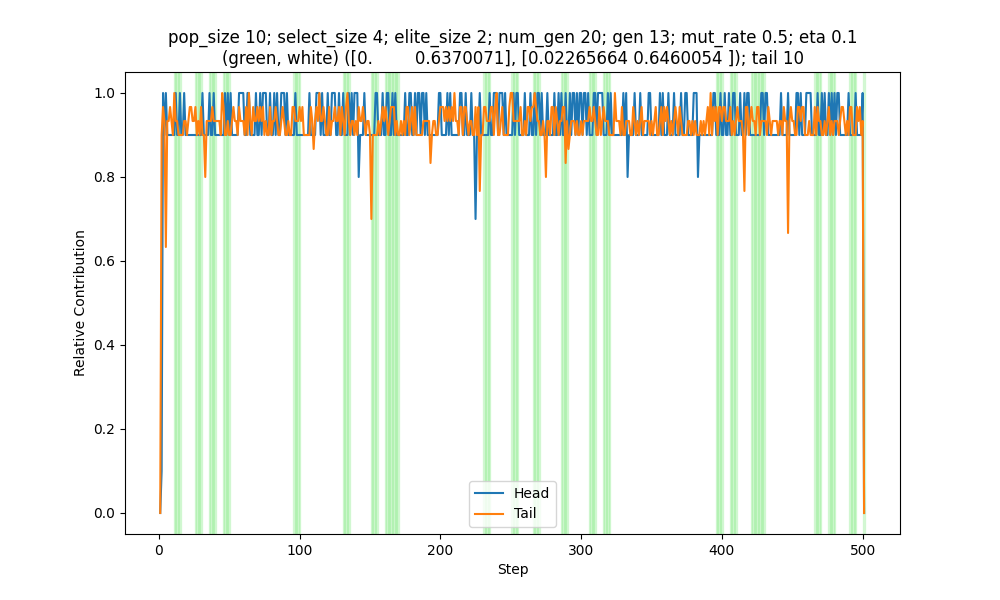 pop_size 10; select_size 4; elite_size 2; num_gen 20; gen 13; mut_rate 0.5; eta 0.1
(green, white) ([0.        0.6370071], [0.02265664 0.6460054 ]); tail 10
1.0
0.8
0.6
0.4
0.2
0.0
Relative Contribution
Head
Tail
0 100 200 300 400 500
Step